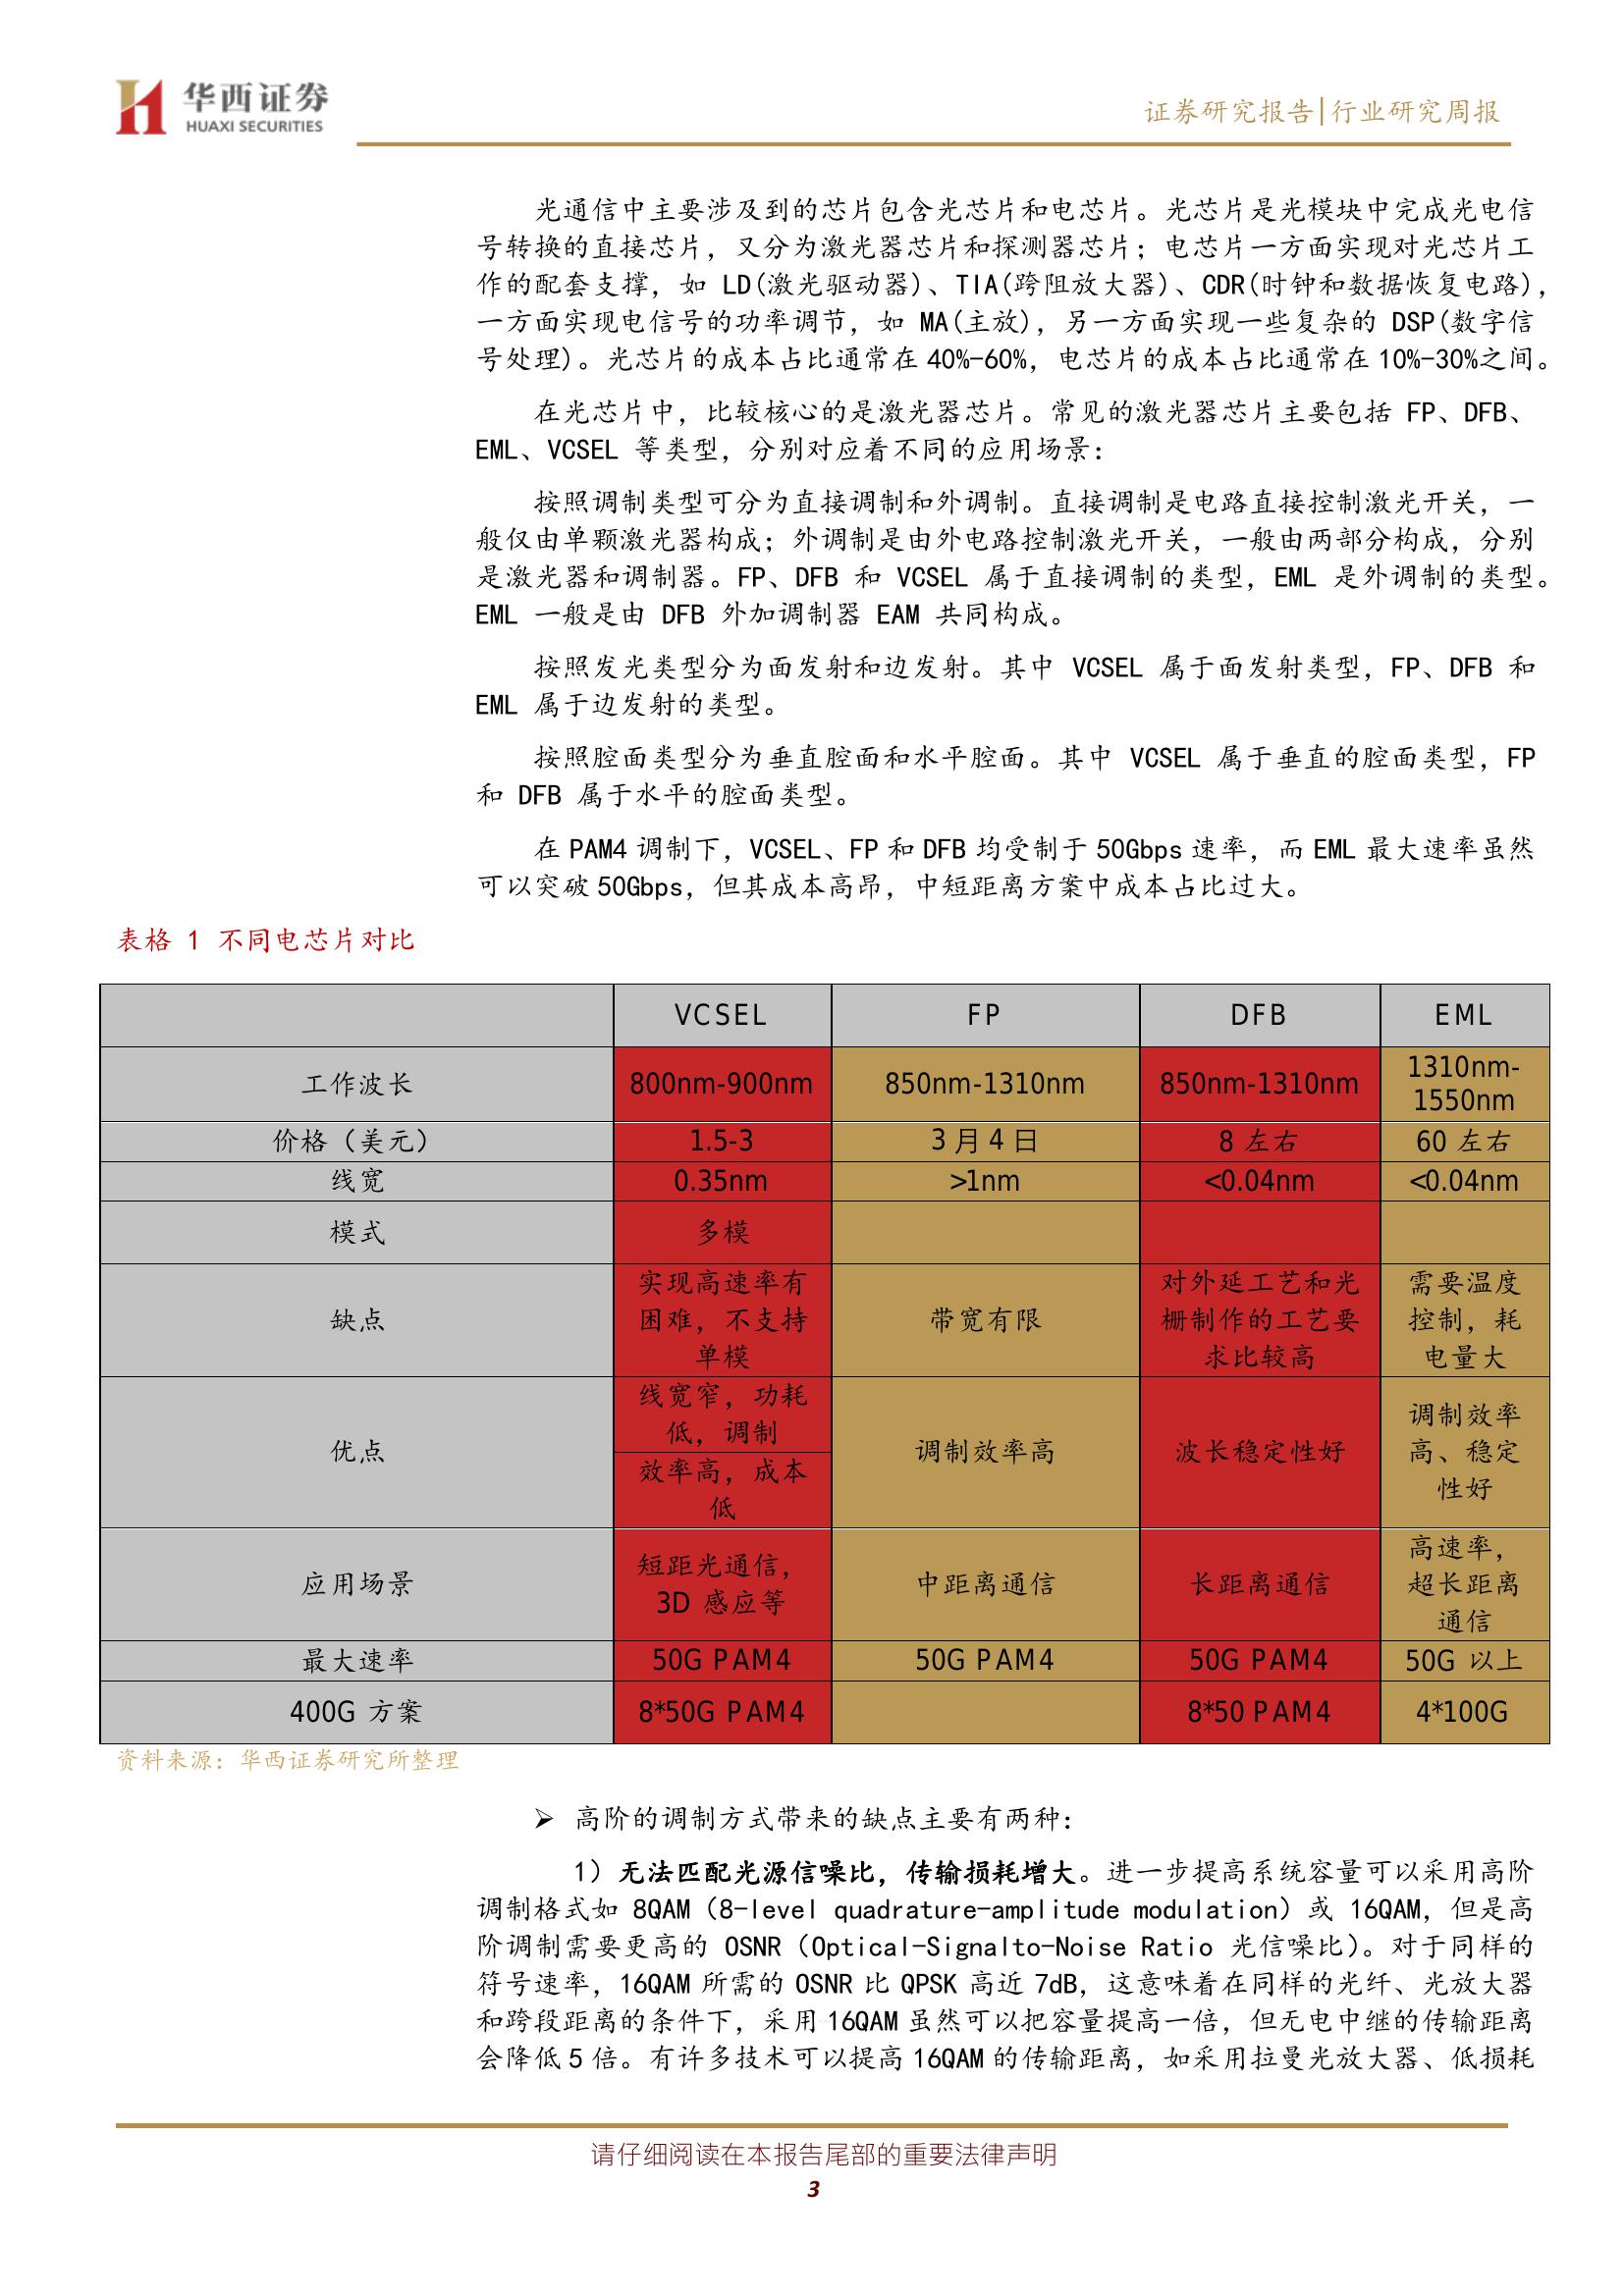 华西证券
HUAXI SECURITIES
证券研究报告|行业研究周报
光通信中主要涉及到的芯片包含光芯片和电芯片。光芯片是光模块中完成光电信
号转换的直接芯片，又分为激光器芯片和探测器芯片；电芯片一方面实现对光芯片工
作的配套支撑，如 LD(激光驱动器)、TIA(跨阻放大器)、CDR(时钟和数据恢复电路)，
一方面实现电信号的功率调节，如 MA(主放)，另一方面实现一些复杂的 DSP(数字信
号处理)。光芯片的成本占比通常在 40%-60%，电芯片的成本占比通常在 10%-30%之间。
在光芯片中，比较核心的是激光器芯片。常见的激光器芯片主要包括 FP、DFB、
EML、VCSEL 等类型，分别对应着不同的应用场景：
按照调制类型可分为直接调制和外调制。直接调制是电路直接控制激光开关，一
般仅由单颗激光器构成；外调制是由外电路控制激光开关，一般由两部分构成，分别
是激光器和调制器。FP、DFB 和 VCSEL 属于直接调制的类型，EML 是外调制的类型。
EML 一般是由 DFB 外加调制器 EAM 共同构成。
按照发光类型分为面发射和边发射。其中 VCSEL 属于面发射类型，FP、DFB 和
EML 属于边发射的类型。
按照腔面类型分为垂直腔面和水平腔面。其中 VCSEL 属于垂直的腔面类型，FP
和 DFB 属于水平的腔面类型。
在 PAM4 调制下，VCSEL、FP 和 DFB 均受制于 50Gbps 速率，而 EML 最大速率虽然
可以突破 50Gbps，但其成本高昂，中短距离方案中成本占比过大。
表格 1 不同电芯片对比
VCSEL FP DFB EML
工作波长 800nm-900nm 850nm-1310nm 850nm-1310nm 1310nm-
1550nm
价格（美元） 1.5-3 3 月 4 日 8 左右 60 左右
线宽 0.35nm >1nm <0.04nm <0.04nm
模式 多模
缺点
实现高速率有
困难，不支持
单模
带宽有限
对外延工艺和光
栅制作的工艺要
求比较高
需要温度
控制，耗
电量大
优点
线宽窄，功耗
低，调制
效率高，成本
低
调制效率高
波长稳定性好
调制效率
高、稳定
性好
应用场景
短距光通信，
3D 感应等
中距离通信
长距离通信
高速率，
超长距离
通信
最大速率 50G PAM4 50G PAM4 50G PAM4 50G 以上
400G 方案 8*50G PAM4 8*50 PAM4 4*100G
资料来源：华西证券研究所整理
➢ 高阶的调制方式带来的缺点主要有两种：
1）无法匹配光源信噪比，传输损耗增大。进一步提高系统容量可以采用高阶
调制格式如 8QAM（8-level quadrature-amplitude modulation）或 16QAM，但是高
阶调制需要更高的 OSNR（Optical-Signalto-Noise Ratio 光信噪比）。对于同样的
符号速率，16QAM 所需的 OSNR 比 QPSK 高近 7dB，这意味着在同样的光纤、光放大器
和跨段距离的条件下，采用 16QAM 虽然可以把容量提高一倍，但无电中继的传输距离
会降低 5 倍。有许多技术可以提高 16QAM 的传输距离，如采用拉曼光放大器、低损耗
请仔细阅读在本报告尾部的重要法律声明
3